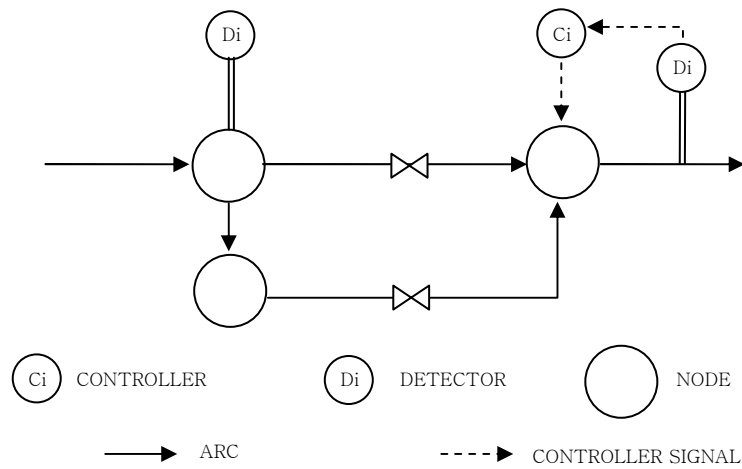 Di
Ci
Di
Ci CONTROLLER
Di DETECTOR
NODE
ARC
CONTROLLER SIGNAL